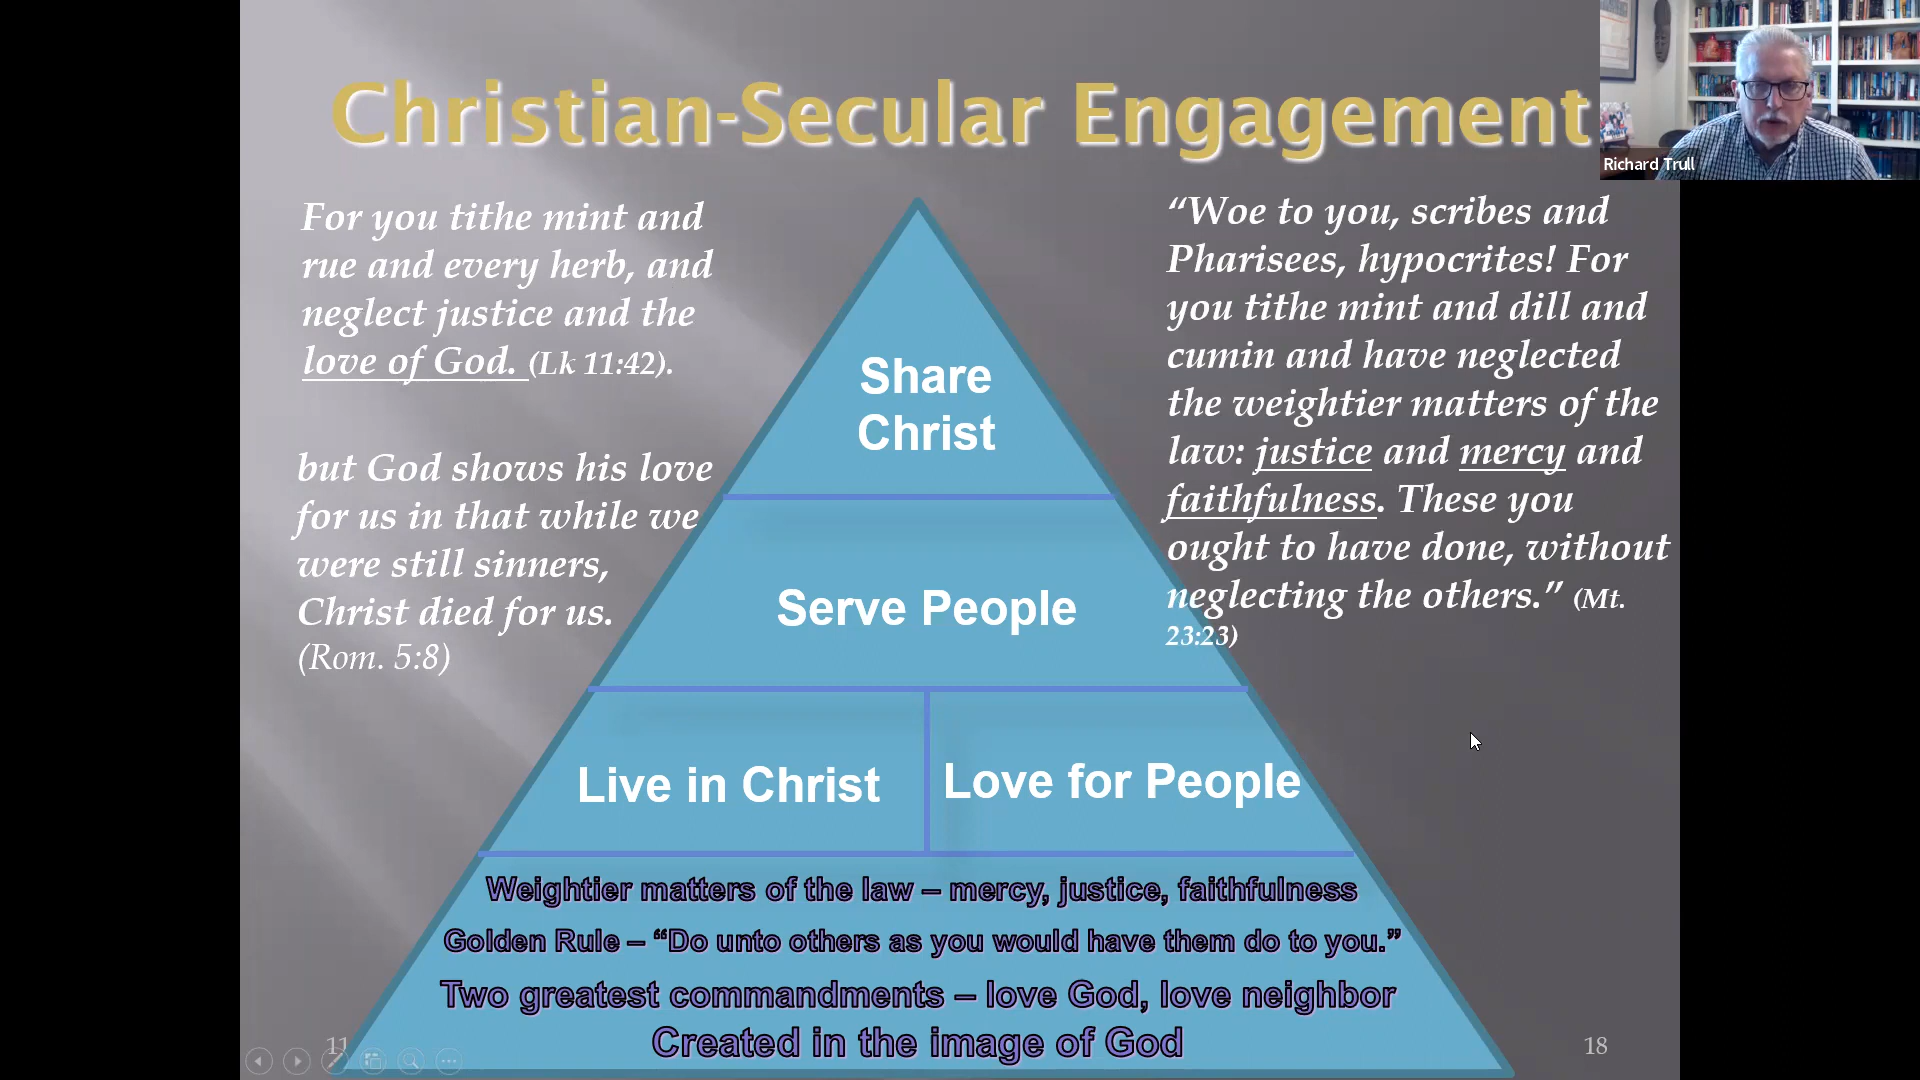 Christian-Secular Engagement
Richard Trull
For you tithe mint and
rue and every herb, and
neglect justice and the
love of God. (Lk 11:42).
but God shows his love
for us in that while we
were still sinners,
Christ died for us.
(Rom. 5:8)
“Woe to you, scribes and
Pharisees, hypocrites! For
you tithe mint and dill and
cumin and have neglected
the weightier matters of the
law: justice and mercy and
faithfulness. These you
ought to have done, without
neglecting the others.” (Mt.
23:23)
Share
Christ
Serve People
Live in Christ
Love for People
Weightier matters of the law – mercy, justice, faithfulness
Golden Rule – “Do unto others as you would have them do to you.”
Two greatest commandments – love God, love neighbor
Created in the image of God
11
18